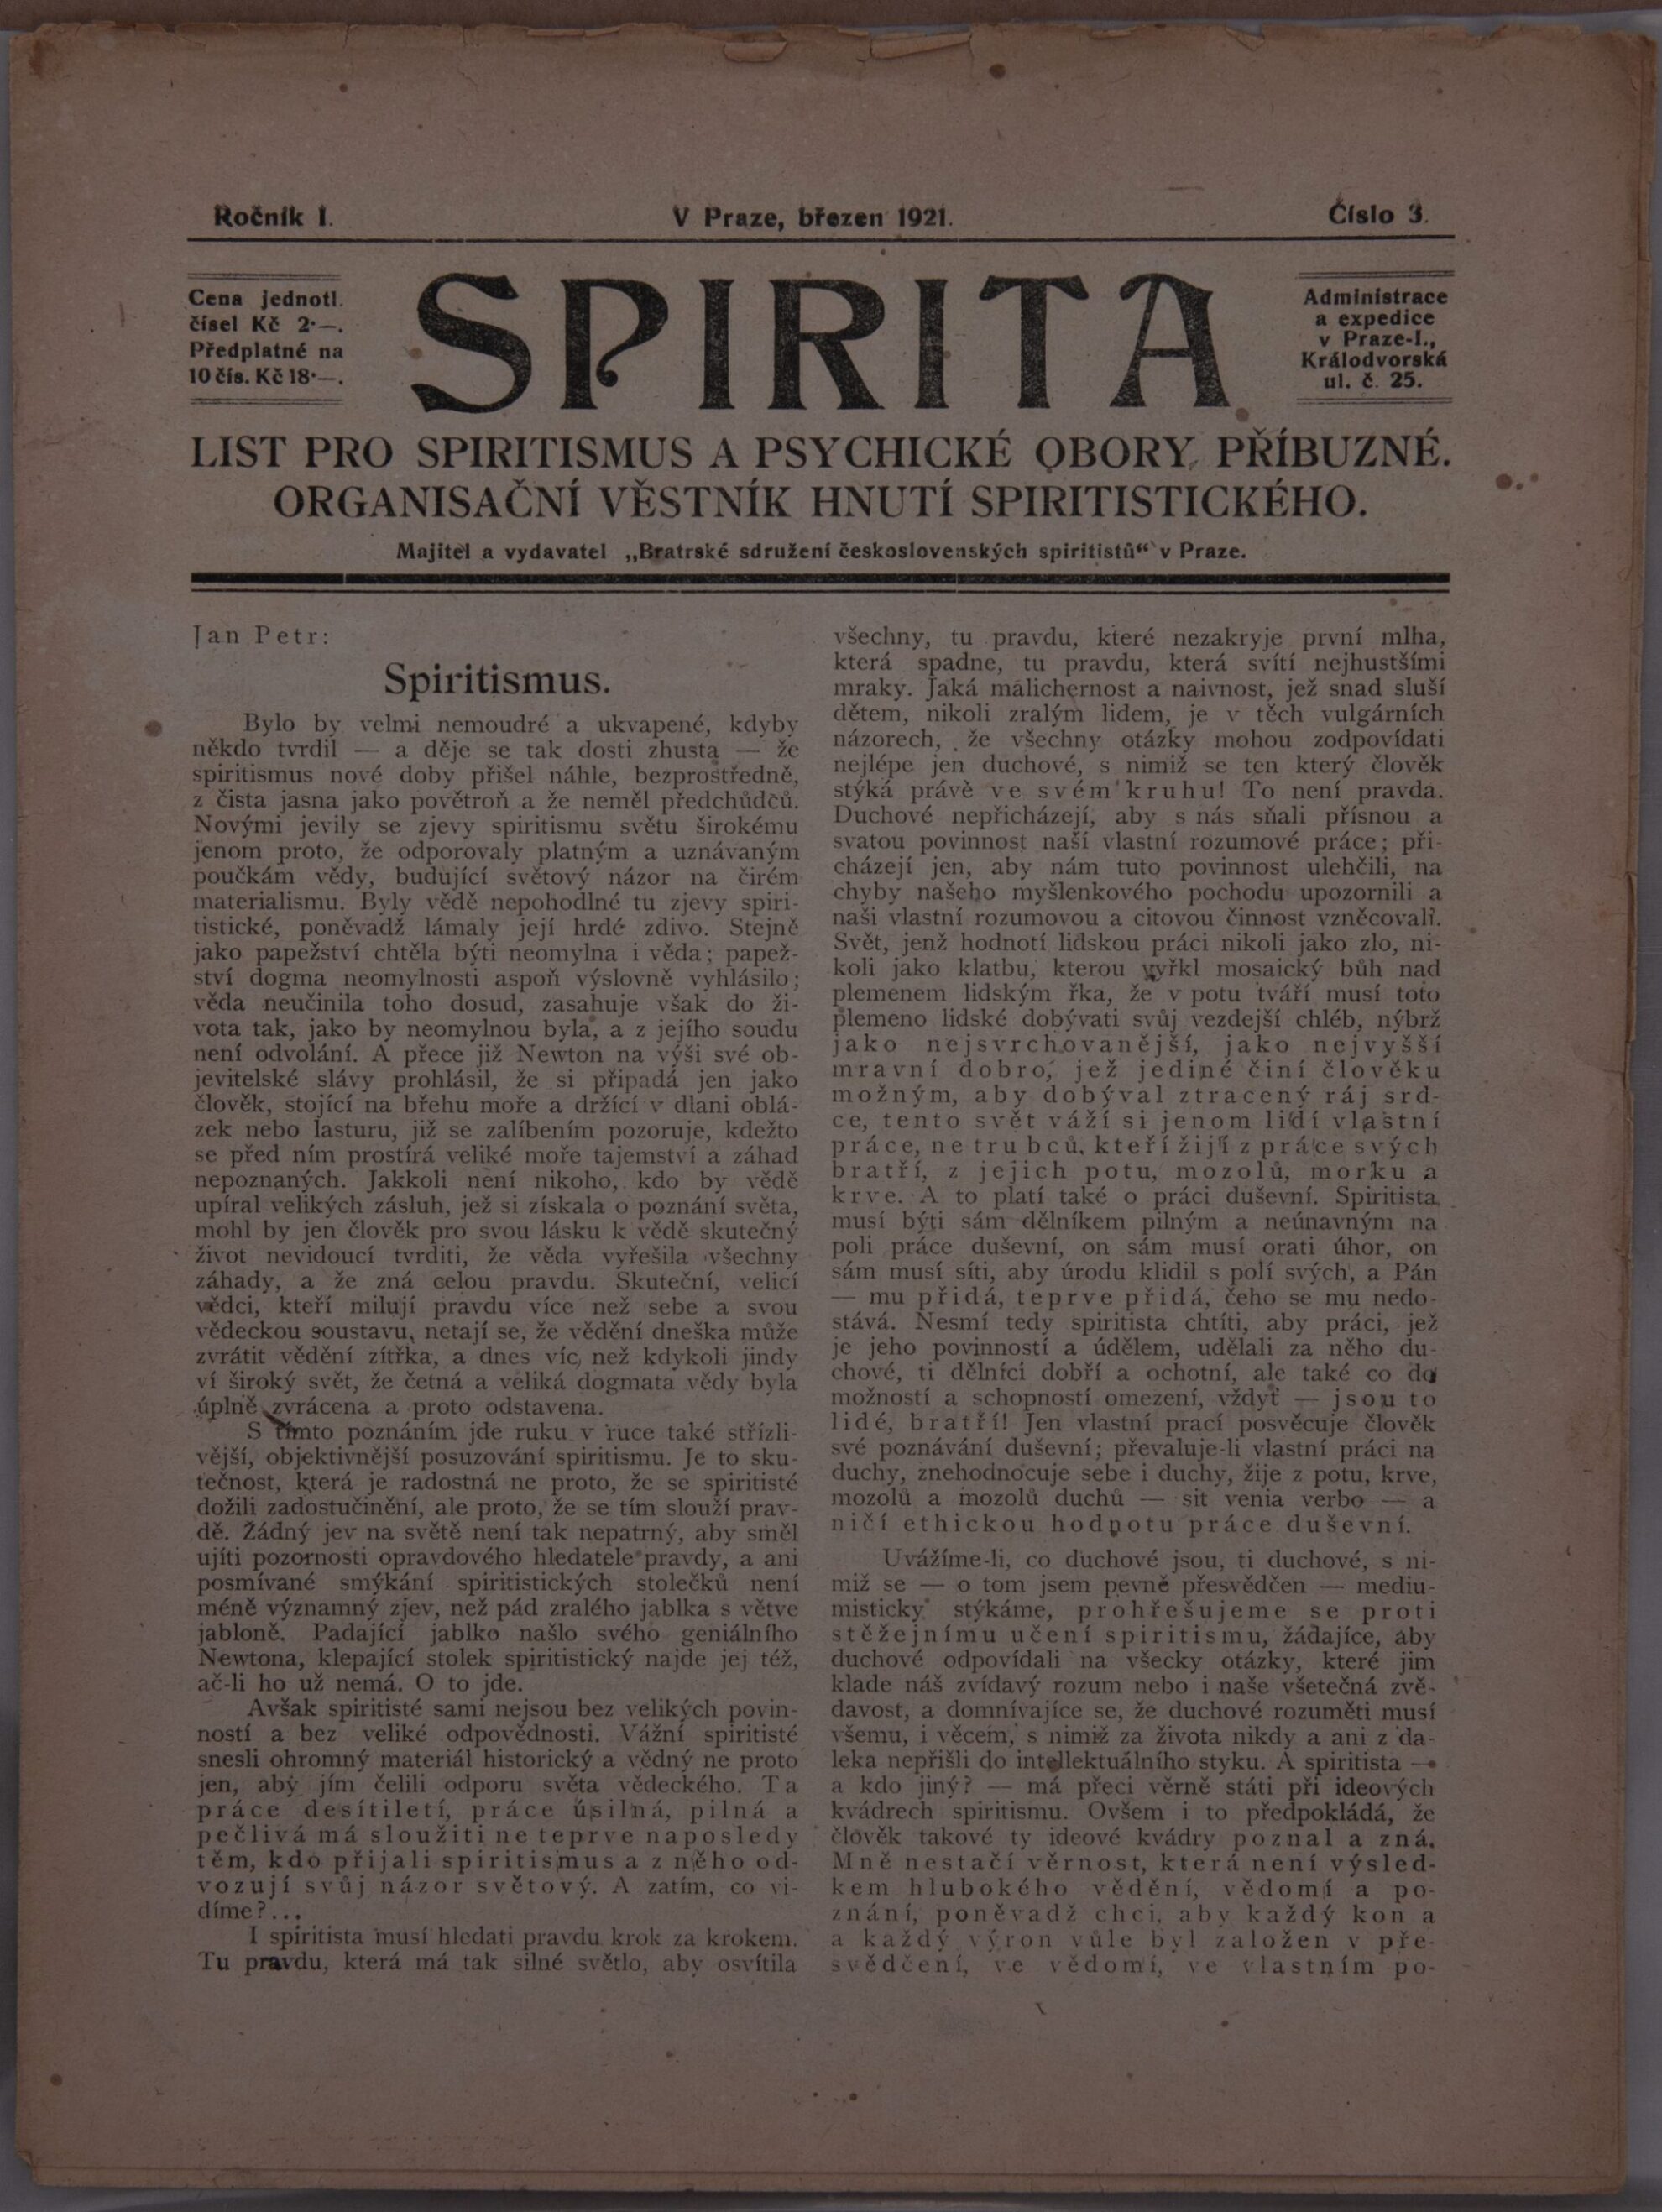 Ročník I.
V Praze, březen 1921.
Číslo 3.
Cena jednotl.
čísel Kč 2·—.
Předplatné na
10 čís. Kč 18·—.
SPIRITA
Administrace
a expedice
v Praze-I.,
Králodvorská
ul. č. 25.
LIST PRO SPIRITISMUS A PSYCHICKÉ OBORY PŘÍBUZNÉ.
ORGANISAČNÍ VĚSTNÍK HNUTÍ SPIRITISTICKÉHO.
Majitel a vydavatel „Bratrské sdružení československých spiritistů“ v Praze.
Jan Petr:
Spiritismus.
Bylo by velmi nemoudré a ukvapené, kdyby
někdo tvrdil — a děje se tak dosti zhusta — že
spiritismus nové doby přišel náhle, bezprostředně,
z čista jasna jako povětroň a že neměl předchůdců.
Novými jevily se zjevy spiritismu světu širokému
jenom proto, že odporovaly platným a uznávaným
poučkám vědy, budující světový názor na čirém
materialismu. Byly vědě nepohodlné tu zjevy spiri-
tistické, poněvadž lámaly její hrdé zdivo. Stejně
jako papežství chtěla býti neomylna i věda; papež-
ství dogma neomylnosti aspoň výslovně vyhlásilo;
věda neučinila toho dosud, zasahuje však do ži-
vota tak, jako by neomylnou byla, a z jejího soudu
není odvolání. A přece již Newton na výši své ob-
jevitelské slávy prohlásil, že si připadá jen jako
člověk, stojící na břehu moře a držící v dlani oblá-
zek nebo lasturu, již se zalíbením pozoruje, kdežto
se před ním prostírá veliké moře tajemství a záhad
nepoznaných. Jakkoli není nikoho, kdo by vědě
upíral velikých zásluh, jež si získala o poznání světa,
mohl by jen člověk pro svou lásku k vědě skutečný
život nevidoucí tvrditi, že věda vyřešila všechny
záhady, a že zná celou pravdu. Skuteční, velicí
vědci, kteří milují pravdu více než sebe a svou
vědeckou soustavu, netají se, že vědění dneška může
zvrátit vědění zítřka, a dnes víc, než kdykoli jindy
ví široký svět, že četná a veliká dogmata vědy byla
úplně zvrácena a proto odstavena.
S tímto poznáním jde ruku v ruce také střízli-
vější, objektivnější posuzování spiritismu. Je to sku-
tečnost, která je radostná ne proto, že se spiritisté
dožili zadostučinění, ale proto, že se tím slouží prav-
dě. Žádný jev na světě není tak nepatrný, aby směl
ujíti pozornosti opravdového hledatele pravdy, a ani
posmívané smýkání spiritistických stolečků není
méně významný zjev, než pád zralého jablka s větve
jabloně. Padající jablko našlo svého geniálního
Newtona, klepající stolek spiritistický najde jej též,
ač-li ho už nemá. O to jde.
Avšak spiritisté sami nejsou bez velikých povin-
ností a bez veliké odpovědnosti. Vážní spiritisté
snesli ohromný materiál historický a vědný ne proto
jen, aby jím čelili odporu světa vědeckého. Ta
práce desítiletí, práce úsilná, pilná a
pečlivá má sloužiti ne teprve naposledy
těm, kdo přijali spiritismus a z něho od-
vozují svůj názor světový. A zatím, co vi-
díme?...
I spiritista musí hledati pravdu krok za krokem.
Tu pravdu, která má tak silné světlo, aby osvítila
všechny, tu pravdu, které nezakryje první mlha,
která spadne, tu pravdu, která svítí nejhustšími
mraky. Jaká málichernost a naivnost, jež snad sluší
dětem, nikoli zralým lidem, je v těch vulgárních
názorech, že všechny otázky mohou zodpovídati
nejlépe jen duchové, s nimiž se ten který člověk
stýká právě ve svém kruhu! To není pravda.
Duchové nepřicházejí, aby s nás sňali přísnou a
svatou povinnost naší vlastní rozumové práce; při-
cházejí jen, aby nám tuto povinnost ulehčili, na
chyby našeho myšlenkového pochodu upozornili a
naši vlastní rozumovou a citovou činnost vzněcovali.
Svět, jenž hodnotí lidskou práci nikoli jako zlo, ni-
koli jako klatbu, kterou vyřkl mosaický bůh nad
plemenem lidským řka, že v potu tváří musí toto
plemeno lidské dobývati svůj vezdejší chléb, nýbrž
jako nejsvrchovanější, jako nejvyšší
mravní dobro, jež jediné činí člověku
možným, aby dobýval ztracený ráj srd-
ce, tento svět váží si jenom lidí vlastní
práce, ne trubců, kteří žijí z práce svých
bratří, z jejich potu, mozolů, morku a
krve. A to platí také o práci duševní. Spiritista
musí býti sám dělníkem pilným a neúnavným na
poli práce duševní, on sám musí orati úhor, on
sám musí síti, aby úrodu klidil s polí svých, a Pán
— mu přidá, teprve přidá, čeho se mu nedo-
stává. Nesmí tedy spiritista chtíti, aby práci, jež
je jeho povinností a údělem, udělali za něho du-
chové, ti dělníci dobří a ochotní, ale také co do
možností a schopností omezení, vždyť — jsou to
lidé, bratří! Jen vlastní prací posvěcuje člověk
své poznávání duševní; převaluje-li vlastní práci na
duchy, znehodnocuje sebe i duchy, žije z potu, krve,
mozolů a mozolů duchů — sit venia verbo — a
ničí ethickou hodnotu práce duševní.
Uvážíme-li, co duchové jsou, ti duchové, s ni-
miž se — o tom jsem pevně přesvědčen — mediu-
misticky stýkáme, prohřešujeme se proti
stěžejnímu učení spiritismu, žádajíce, aby
duchové odpovídali na všecky otázky, které jim
klade náš zvídavý rozum nebo i naše všetečná zvě-
davost, a domnívajíce se, že duchové rozuměti musí
všemu, i věcem, s nimiž za života nikdy a ani z da-
leka nepřišli do intellektuálního styku. A spiritista —
a kdo jiný? — má přeci věrně státi při ideových
kvádrech spiritismu. Ovšem i to předpokládá, že
člověk takové ty ideové kvádry poznal a zná.
Mně nestačí věrnost, která není výsled-
kem hlubokého vědění, vědomí a po-
znání, poněvadž chci, aby každý kon a
a každý výron vůle byl založen v pře-
svědčení, ve vědomí, ve vlastním po-